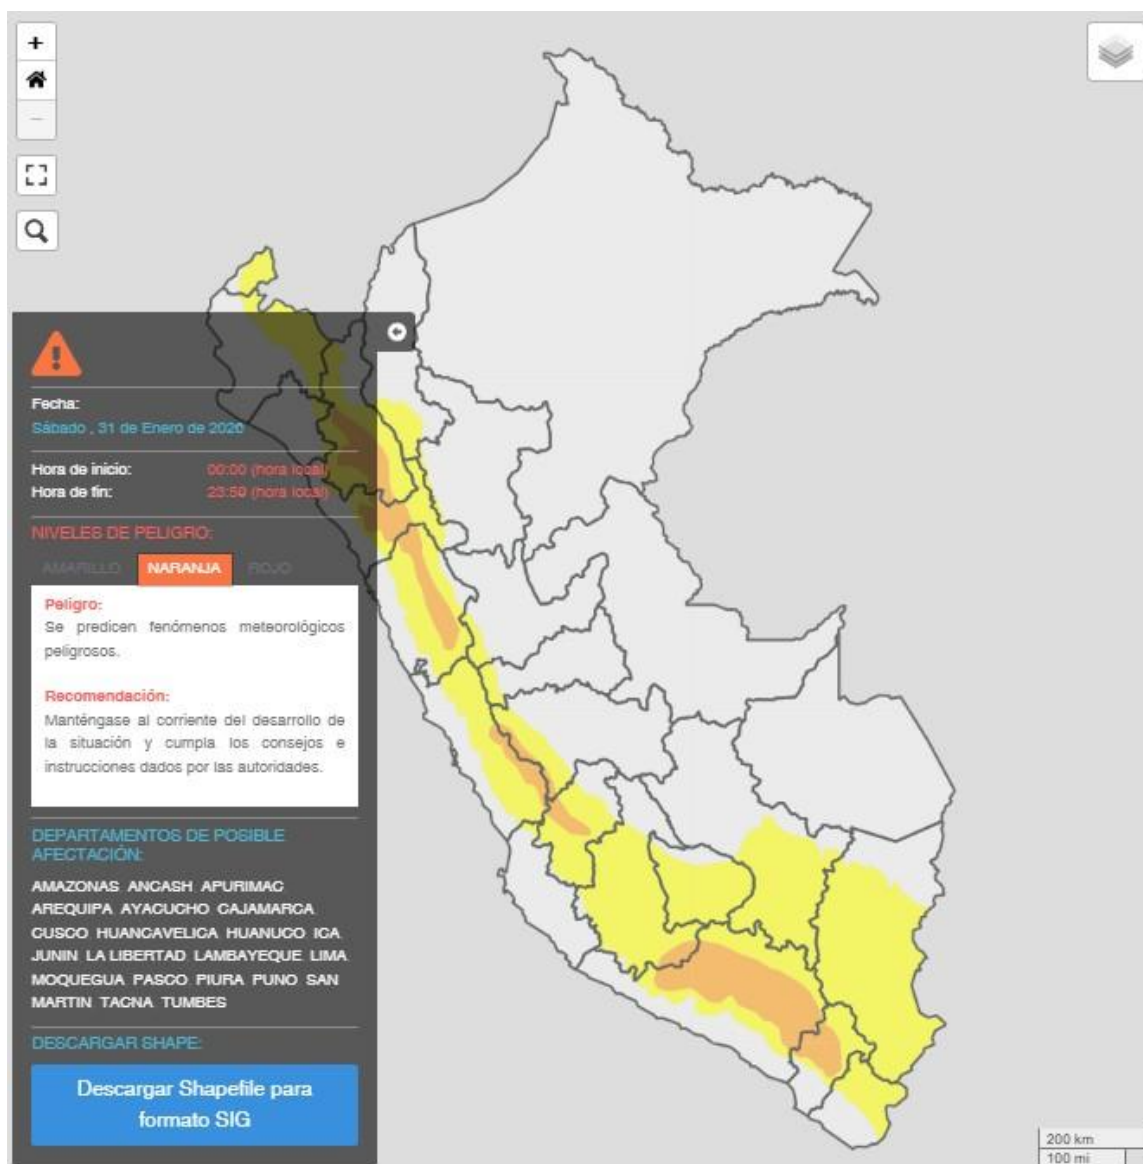 +
−
Fecha:
Sábado , 31 de Enero de 2026
Hora de inicio: 00:00 (hora local)
Hora de fin: 23:59 (hora local)
NIVELES DE PELIGRO:
AMARILLO NARANJA ROJO
Peligro:
Se predicen fenómenos meteorológicos
peligrosos.
Recomendación:
Manténgase al corriente del desarrollo de
la situación y cumpla los consejos e
instrucciones dados por las autoridades.
DEPARTAMENTOS DE POSIBLE
AFECTACIÓN:
AMAZONAS ANCASH APURIMAC
AREQUIPA AYACUCHO CAJAMARCA
CUSCO HUANCAVELICA HUANUCO ICA
JUNIN LA LIBERTAD LAMBAYEQUE LIMA
MOQUEGUA PASCO PIURA PUNO SAN
MARTIN TACNA TUMBES
DESCARGAR SHAPE:
Descargar Shapefile para
formato SIG
200 km
100 mi